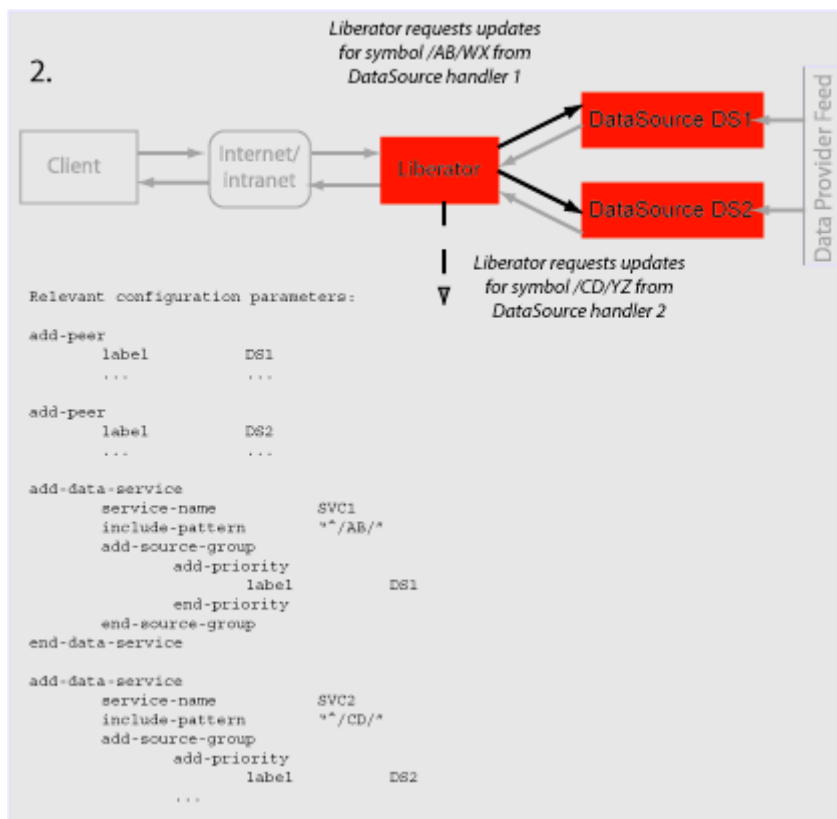 Liberator requests updates
for symbol /AB/WX from
DataSource handler 1
2.
Client
Internet/
intranet
Liberator
DataSource DS1
DataSource DS2
Data Provider Feed
Liberator requests updates
for symbol /CD/YZ from
DataSource handler 2
Relevant configuration parameters:
add-peer
label DS1
... ...
add-peer
label DS2
... ...
add-data-service
service-name SVC1
include-pattern "^/AB/"
add-source-group
add-priority
label DS1
end-priority
end-source-group
end-data-service
add-data-service
service-name SVC2
include-pattern "^/CD/"
add-source-group
add-priority
label DS2
...